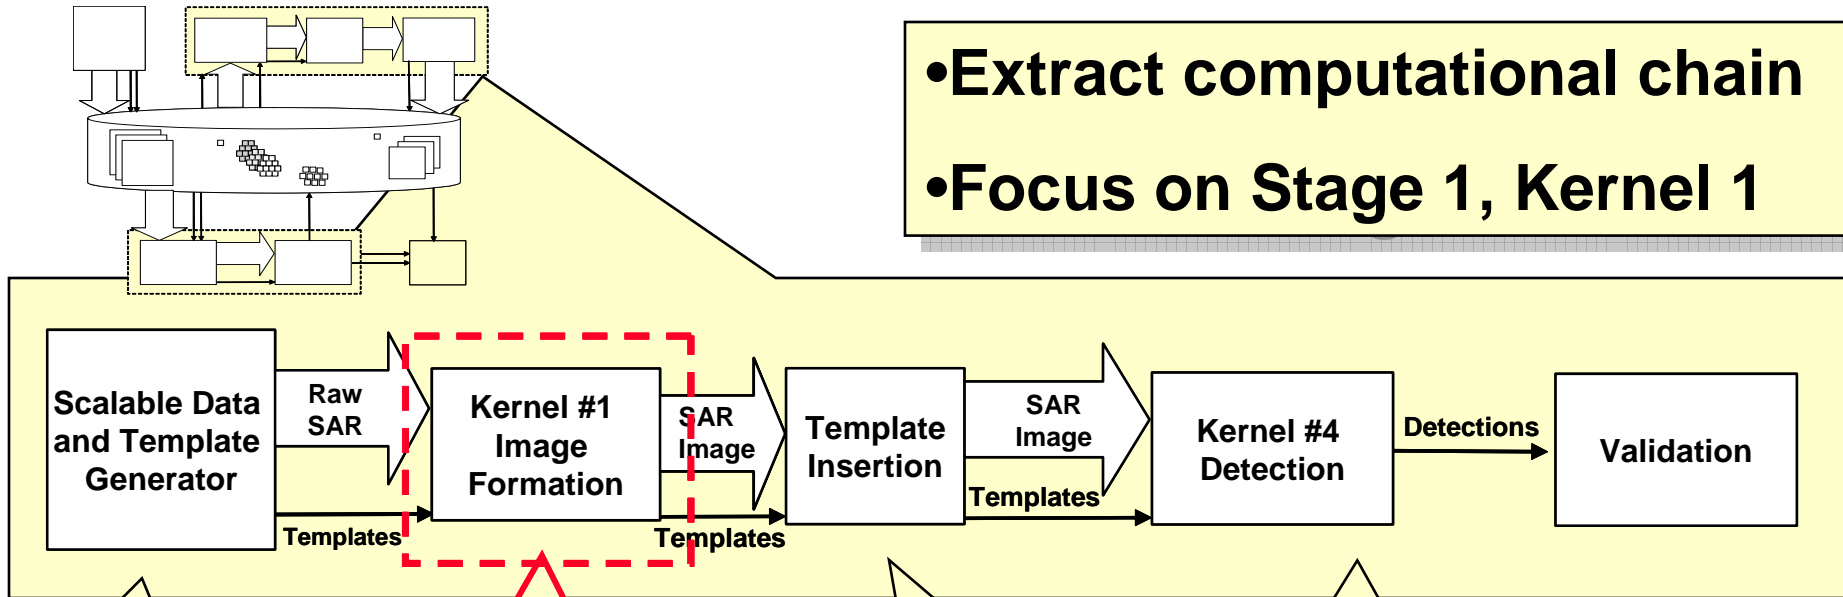 •Extract computational chain
•Focus on Stage 1, Kernel 1
Scalable Data
and Template
Generator
Raw
SAR
Templates
Kernel #1
Image
Formation
SAR
Image
Templates
Template
Insertion
SAR
Image
Templates
Kernel #4
Detection
Detections
Validation